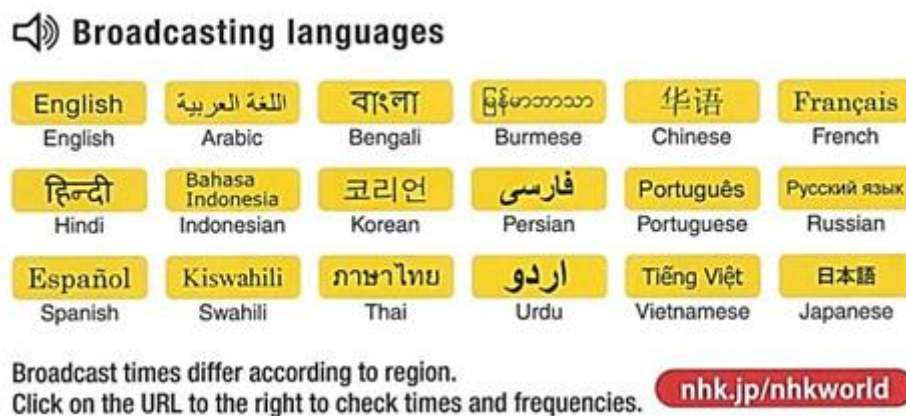 Broadcasting languages
English اللغة العربية বাংলা မြန်မာဘာသာ 华语 Français
English Arabic Bengali Burmese Chinese French
हिन्दी Bahasa Indonesia 코리언 فارسی Português Русский язык
Hindi Indonesian Korean Persian Portuguese Russian
Español Kiswahili ภาษาไทย اردو Tiếng Việt 日本語
Spanish Swahili Thai Urdu Vietnamese Japanese
Broadcast times differ according to region.
Click on the URL to the right to check times and frequencies. nhk.jp/nhkworld